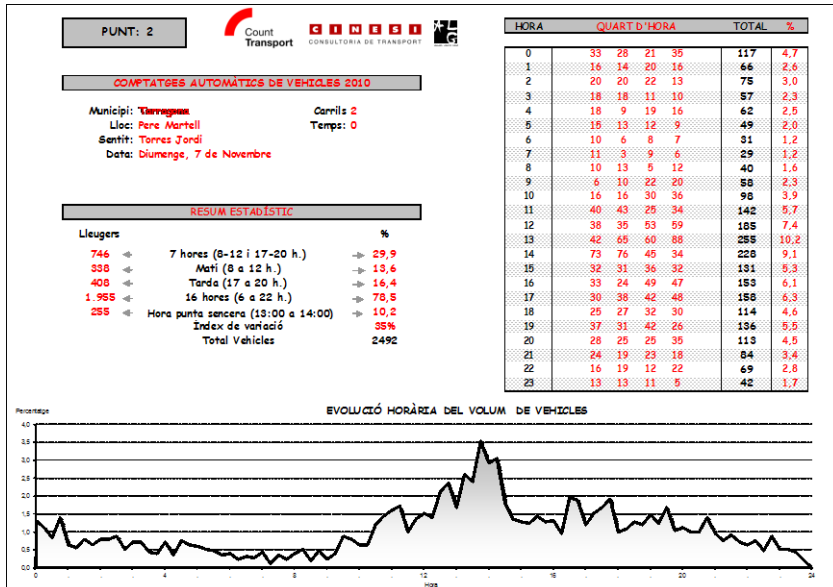 PUNT: 2
Count
Transport
CINESI
CONSULTORIA DE TRANSPORT
COMPTATGES AUTOMÀTICS DE VEHICLES 2010
Municipi: Tarragona Carrils 2
Lloc: Pere Martell Temps: 0
Sentit: Torres Jordi
Data: Diumenge, 7 de Novembre
RESUM ESTADÍSTIC
Lleugers %
746 7 hores (8-12 i 17-20 h.) 29,9
338 Matí (8 a 12 h.) 13,6
408 Tarda (17 a 20 h.) 16,4
1.955 16 hores (6 a 22 h.) 78,5
255 Hora punta sencera (13:00 a 14:00) 10,2
Índex de variació 35%
Total Vehicles 2492
HORA QUART D'HORA TOTAL %
0 33 28 21 35 117 4,7
1 16 14 20 16 66 2,6
2 20 20 22 13 75 3,0
3 18 18 11 10 57 2,3
4 18 9 19 16 62 2,5
5 15 13 12 9 49 2,0
6 10 6 8 7 31 1,2
7 11 3 9 6 29 1,2
8 10 13 5 12 40 1,6
9 6 10 22 20 58 2,3
10 16 16 30 36 98 3,9
11 40 43 25 34 142 5,7
12 38 35 53 59 185 7,4
13 42 65 60 88 255 10,2
14 73 76 45 34 228 9,1
15 32 31 36 32 131 5,3
16 33 24 49 47 153 6,1
17 30 38 42 48 158 6,3
18 25 27 32 30 114 4,6
19 37 31 42 26 136 5,5
20 28 25 25 35 113 4,5
21 24 19 23 18 84 3,4
22 16 19 12 22 69 2,8
23 13 13 11 5 42 1,7
EVOLUCIÓ HORÀRIA DEL VOLUM DE VEHICLES
Percentatge
4,0
3,5
3,0
2,5
2,0
1,5
1,0
0,5
0,0
0 4 8 12 16 20 24
Hora